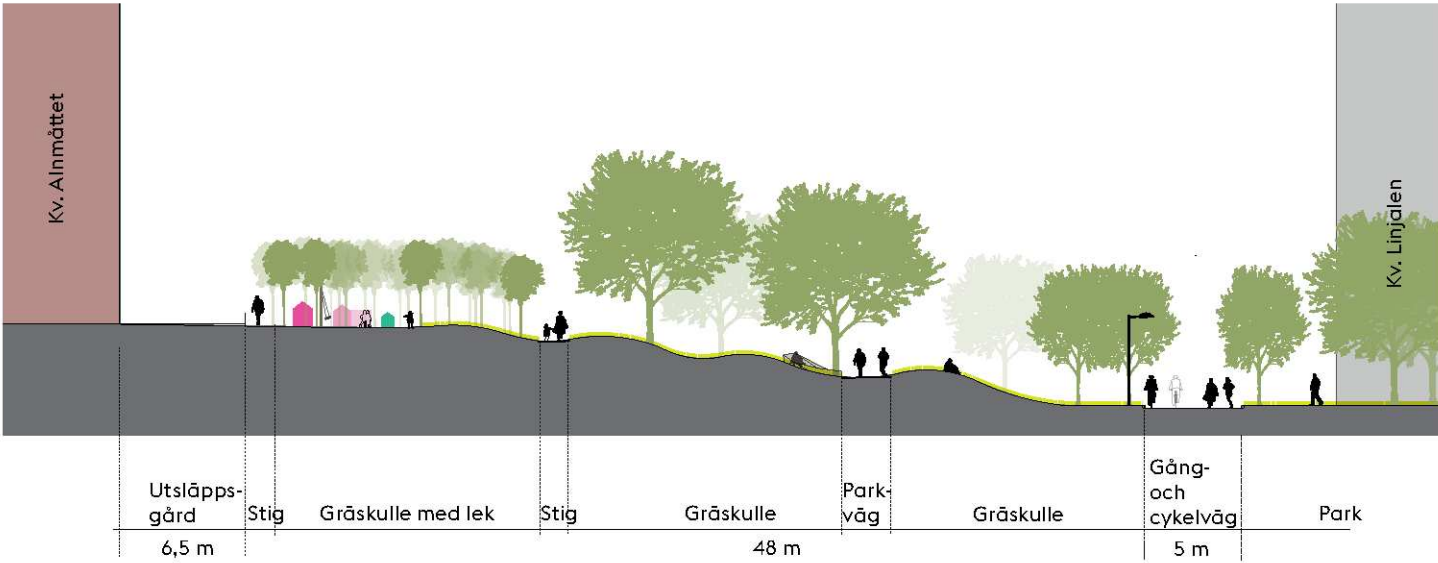 Kv. Alnmåttet
Kv. Linjalen
Utsläpps-
gård
Stig
Gräskulle med lek
Stig
Gräskulle
Park-
väg
Gräskulle
Gång-
och
cykelväg
Park
6,5 m
48 m
5 m